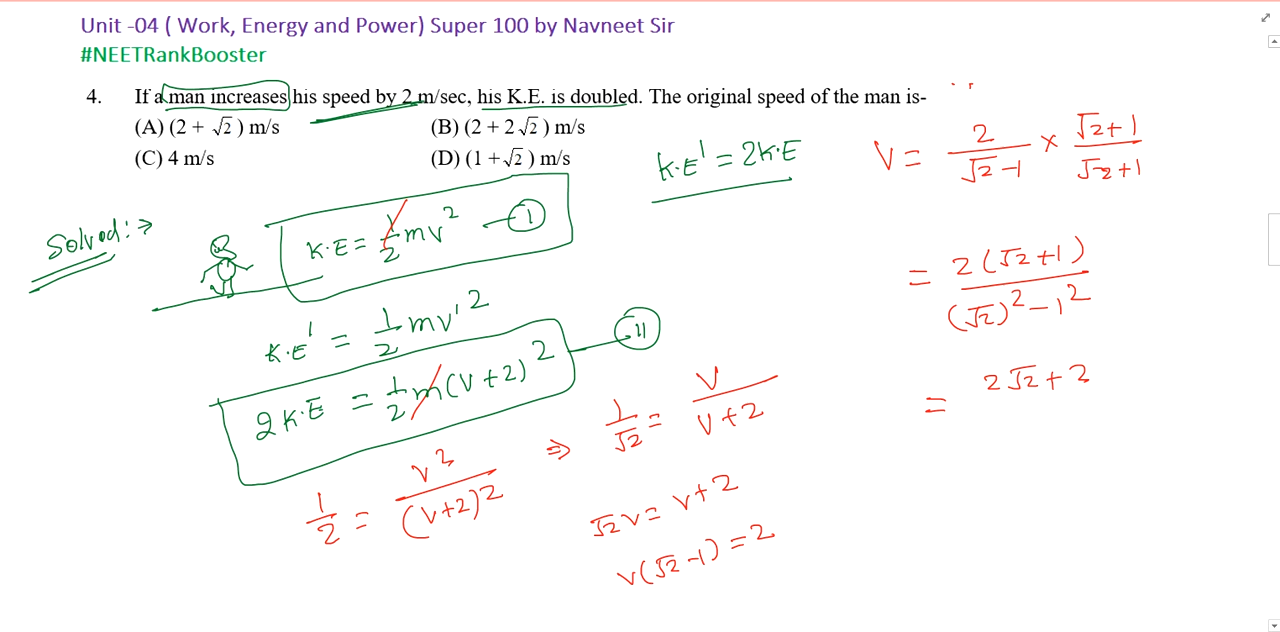 Unit -04 ( Work, Energy and Power) Super 100 by Navneet Sir
#NEETRankBooster
4. If a man increases his speed by 2 m/sec, his K.E. is doubled. The original speed of the man is-
(A) (2 + √2 ) m/s (B) (2 + 2√2 ) m/s
(C) 4 m/s (D) (1 +√2 ) m/s
Solved:→
K.E = 1/2 mv² — (I)
K.E' = 1/2 mv'²
2K.E = 1/2 m(v+2)² — (II)
1/2 = v²/(v+2)²
⇒ 1/√2 = v/(v+2)
√2v = v+2
v(√2-1) = 2
K.E' = 2K.E
V = 2/(√2-1) × (√2+1)/(√2+1)
= 2(√2+1)/((√2)²-1²)
= 2√2+2